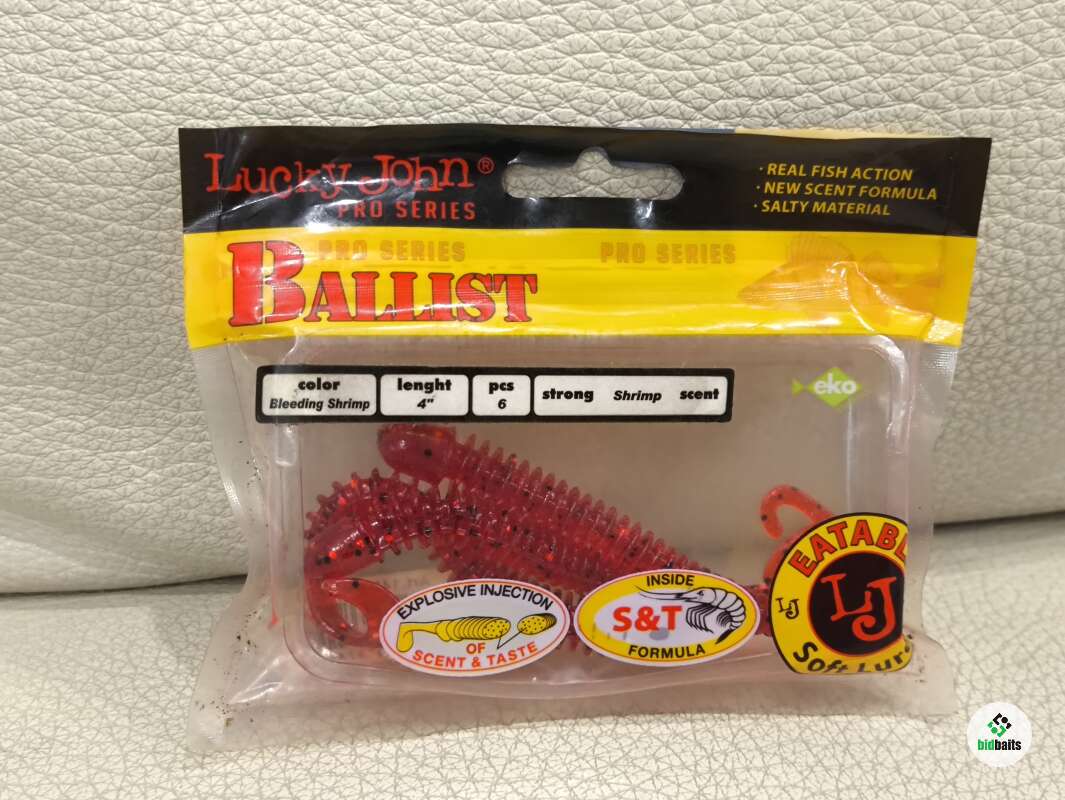 Lucky John®
PRO SERIES
· REAL FISH ACTION
· NEW SCENT FORMULA
· SALTY MATERIAL
PRO SERIES
PRO SERIES
BALLIST
color
Bleeding Shrimp
lenght
4"
pcs
6
strong Shrimp scent
eko
EXPLOSIVE INJECTION
OF
SCENT & TASTE
INSIDE
S&T
FORMULA
EATABL
LJ
LJ
Soft Lure
bidbaits